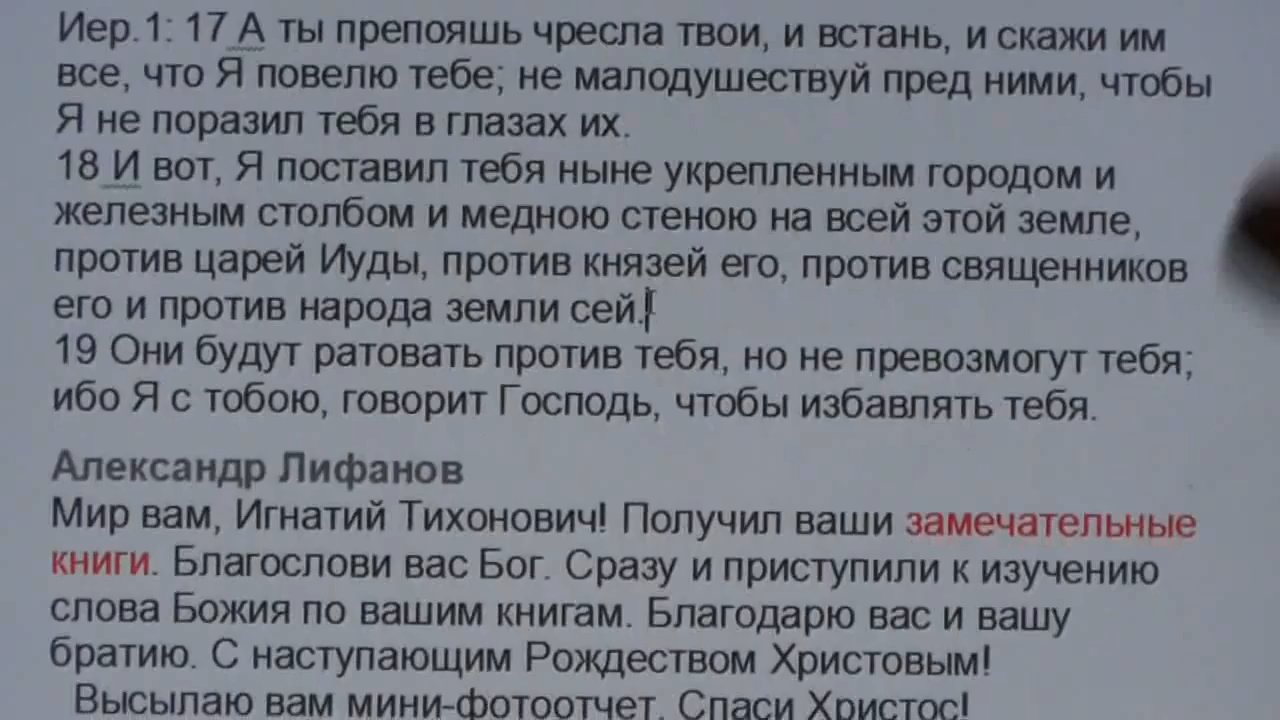 Иер.1: 17 А ты препояшь чресла твои, и встань, и скажи им
все, что Я повелю тебе; не малодушествуй пред ними, чтобы
Я не поразил тебя в глазах их.
18 И вот, Я поставил тебя ныне укрепленным городом и
железным столбом и медною стеною на всей этой земле,
против царей Иуды, против князей его, против священников
его и против народа земли сей.
19 Они будут ратовать против тебя, но не превозмогут тебя;
ибо Я с тобою, говорит Господь, чтобы избавлять тебя.
Александр Лифанов
Мир вам, Игнатий Тихонович! Получил ваши замечательные
книги. Благослови вас Бог. Сразу и приступили к изучению
слова Божия по вашим книгам. Благодарю вас и вашу
братию. С наступающим Рождеством Христовым!
Высылаю вам мини-фотоотчет. Спаси Христос!